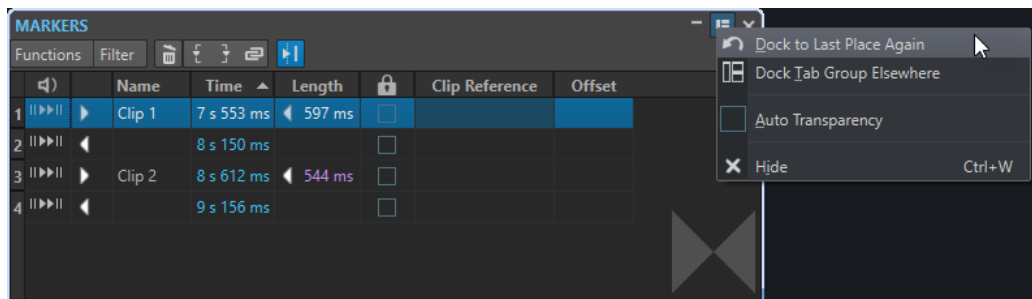 MARKERS
Functions Filter
Name Time Length Clip Reference Offset
1 Clip 1 7 s 553 ms 597 ms
2 8 s 150 ms
3 Clip 2 8 s 612 ms 544 ms
4 9 s 156 ms
Dock to Last Place Again
Dock Tab Group Elsewhere
Auto Transparency
Hide Ctrl+W